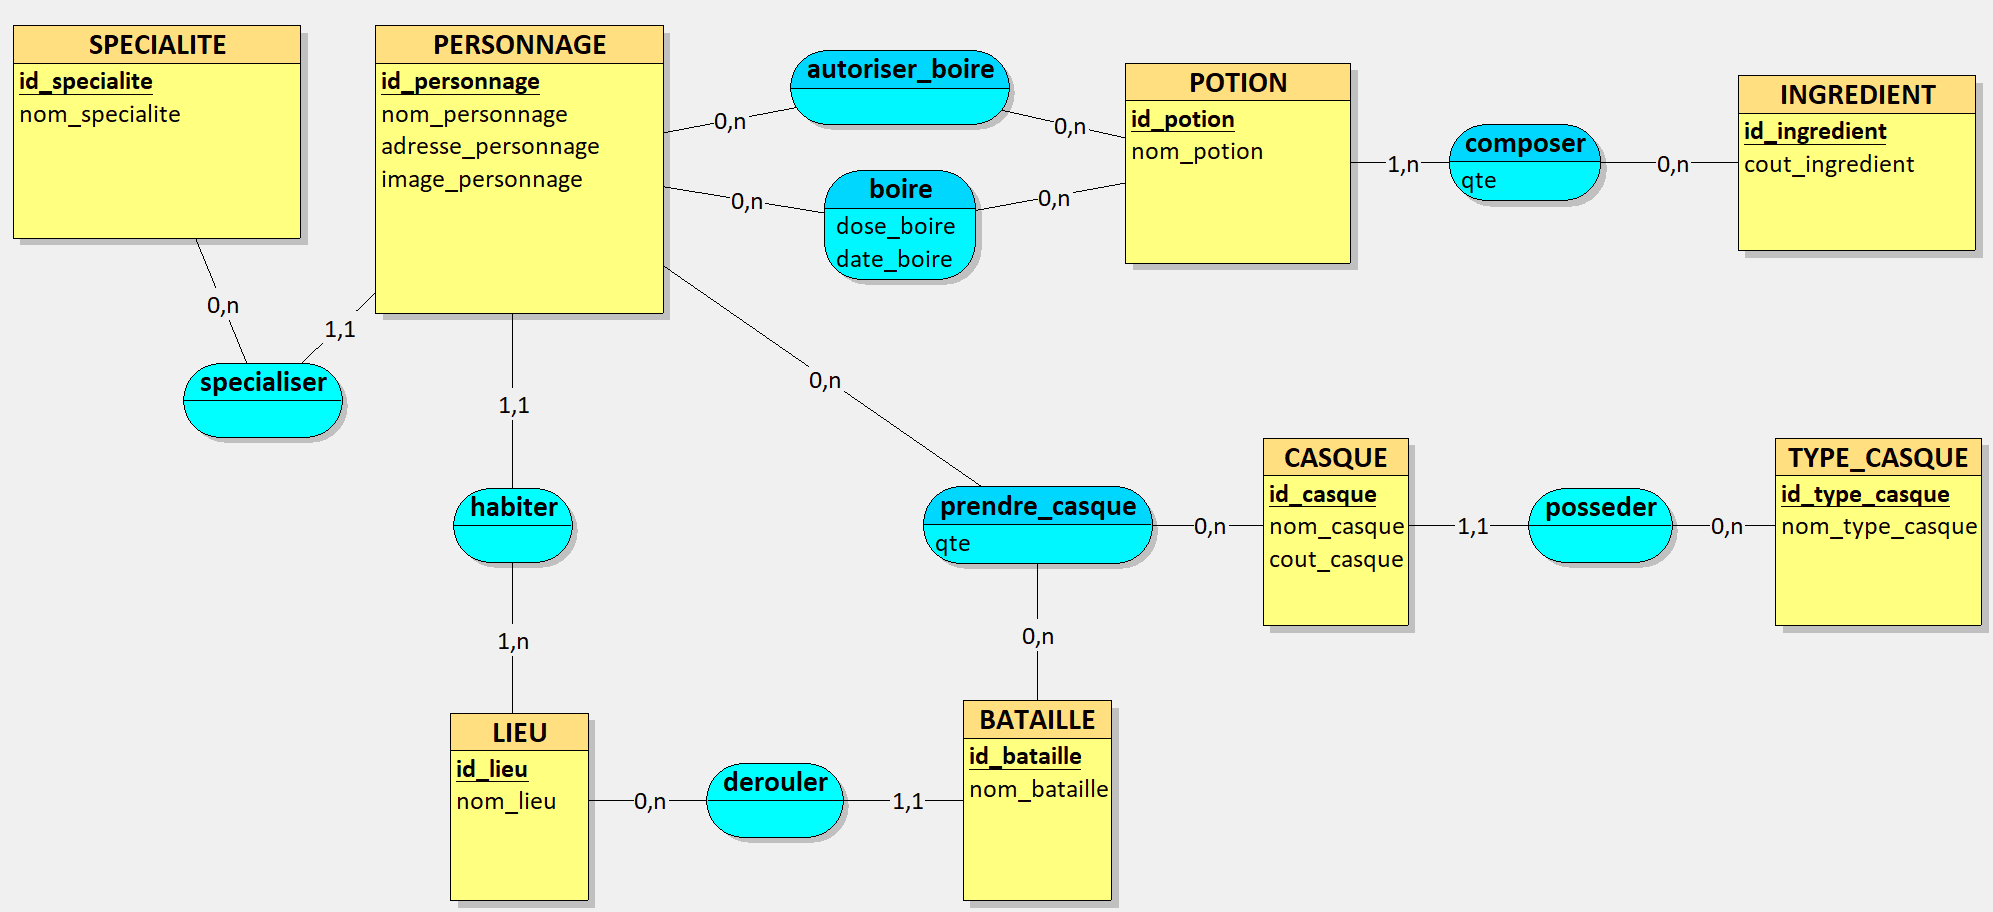 SPECIALITE
id_specialite
nom_specialite
PERSONNAGE
id_personnage
nom_personnage
adresse_personnage
image_personnage
autoriser_boire
0,n
0,n
boire
dose_boire
date_boire
0,n
0,n
POTION
id_potion
nom_potion
1,n
composer
qte
0,n
INGREDIENT
id_ingredient
cout_ingredient
0,n
1,1
specialiser
1,1
habiter
1,n
0,n
prendre_casque
qte
0,n
0,n
CASQUE
id_casque
nom_casque
cout_casque
1,1
posseder
0,n
TYPE_CASQUE
id_type_casque
nom_type_casque
LIEU
id_lieu
nom_lieu
0,n
derouler
1,1
BATAILLE
id_bataille
nom_bataille